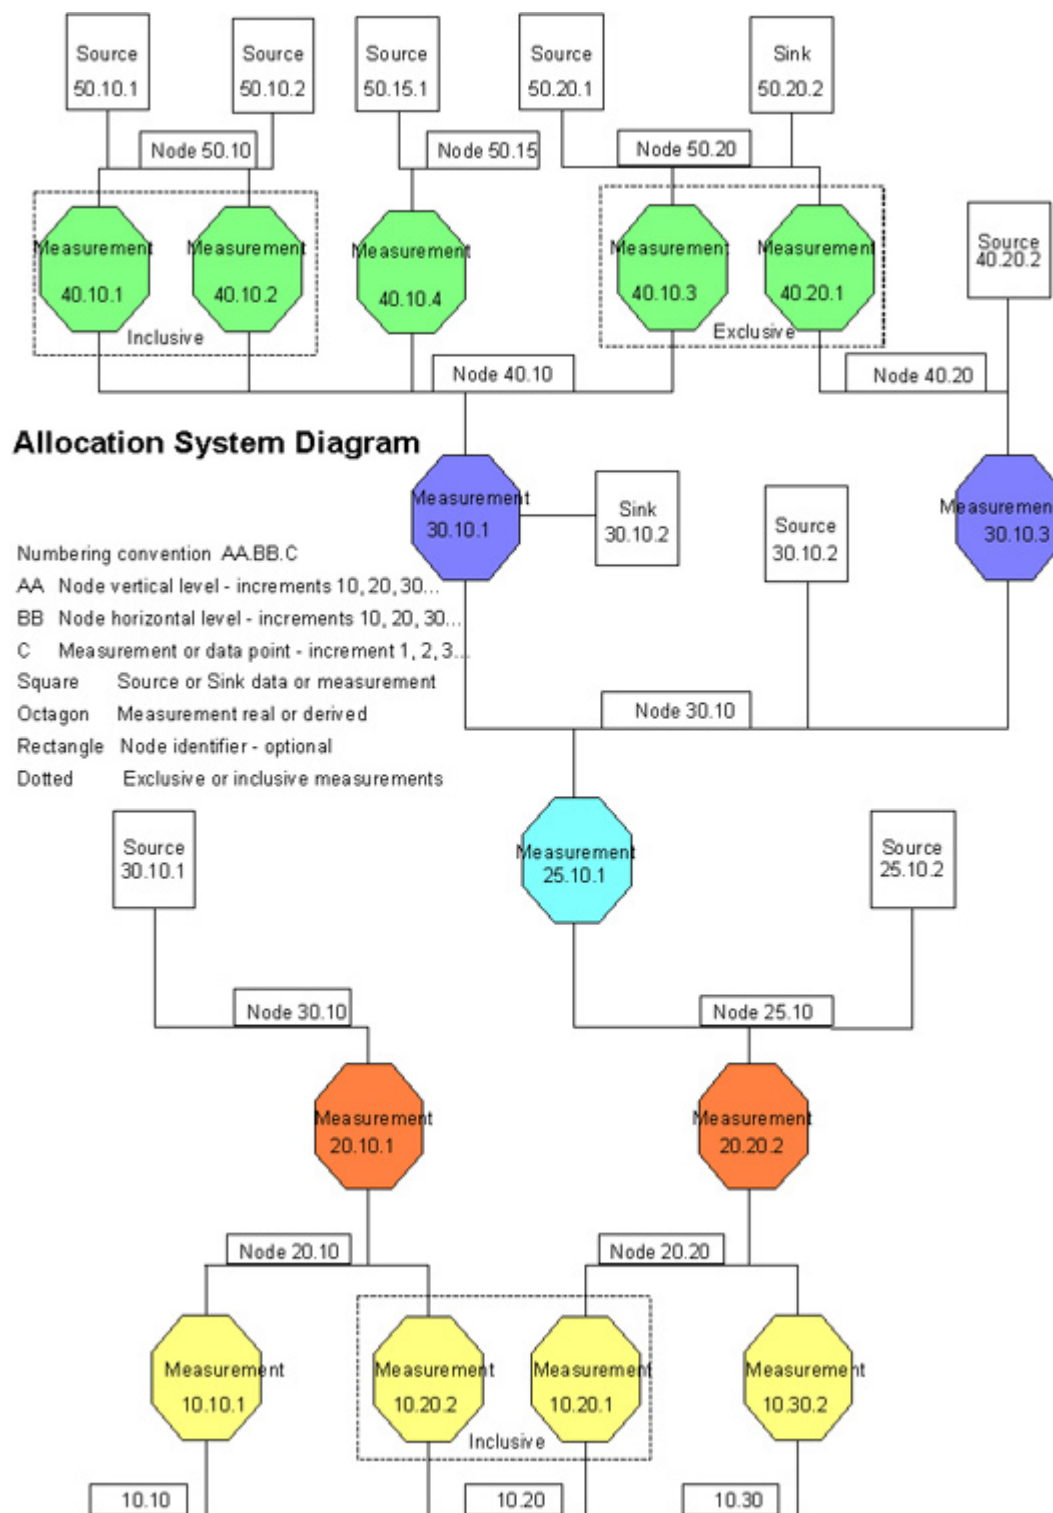 Source
50.10.1
Source
50.10.2
Source
50.15.1
Source
50.20.1
Sink
50.20.2
Node 50.10
Node 50.15
Node 50.20
Measurement
40.10.1
Measurement
40.10.2
Inclusive
Measurement
40.10.4
Measurement
40.10.3
Measurement
40.20.1
Exclusive
Source
40.20.2
Node 40.10
Node 40.20
Allocation System Diagram
Measurement
30.10.1
Sink
30.10.2
Source
30.10.2
Measuremen
30.10.3
Numbering convention AA.BB.C
AA Node vertical level - increments 10, 20, 30...
BB Node horizontal level - increments 10, 20, 30...
C Measurement or data point - increment 1, 2, 3...
Square Source or Sink data or measurement
Octagon Measurement real or derived
Rectangle Node identifier - optional
Dotted Exclusive or inclusive measurements
Node 30.10
Source
30.10.1
Measurement
25.10.1
Source
25.10.2
Node 30.10
Node 25.10
Measurement
20.10.1
Measurement
20.20.2
Node 20.10
Node 20.20
Measurement
10.10.1
Measurement
10.20.2
Measurement
10.20.1
Inclusive
Measurement
10.30.2
10.10
10.20
10.30